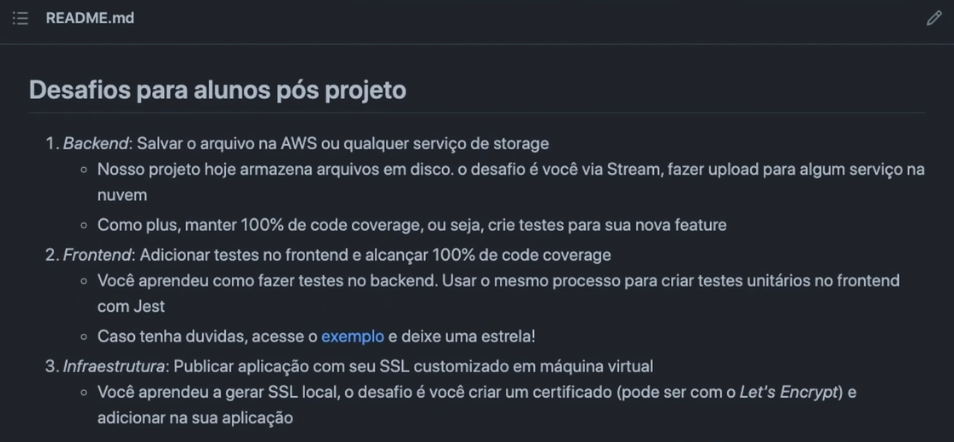 README.md
Desafios para alunos pós projeto
1. Backend: Salvar o arquivo na AWS ou qualquer serviço de storage
Nosso projeto hoje armazena arquivos em disco. o desafio é você via Stream, fazer upload para algum serviço na
nuvem
Como plus, manter 100% de code coverage, ou seja, crie testes para sua nova feature
2. Frontend: Adicionar testes no frontend e alcançar 100% de code coverage
Você aprendeu como fazer testes no backend. Usar o mesmo processo para criar testes unitários no frontend
com Jest
Caso tenha duvidas, acesse o exemplo e deixe uma estrela!
3. Infraestrutura: Publicar aplicação com seu SSL customizado em máquina virtual
Você aprendeu a gerar SSL local, o desafio é você criar um certificado (pode ser com o Let's Encrypt) e
adicionar na sua aplicação